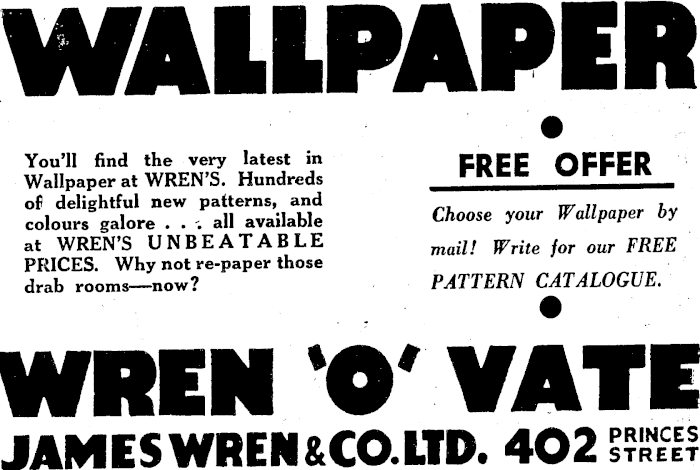 WALLPAPER
You'll find the very latest in
Wallpaper at WREN'S. Hundreds
of delightful new patterns, and
colours galore . . . all available
at WREN'S UNBEATABLE
PRICES. Why not re-paper those
drab rooms—now?
FREE OFFER
Choose your Wallpaper by
mail! Write for our FREE
PATTERN CATALOGUE.
WREN 'O' VATE
JAMES WREN & CO. LTD. 402 PRINCES
STREET